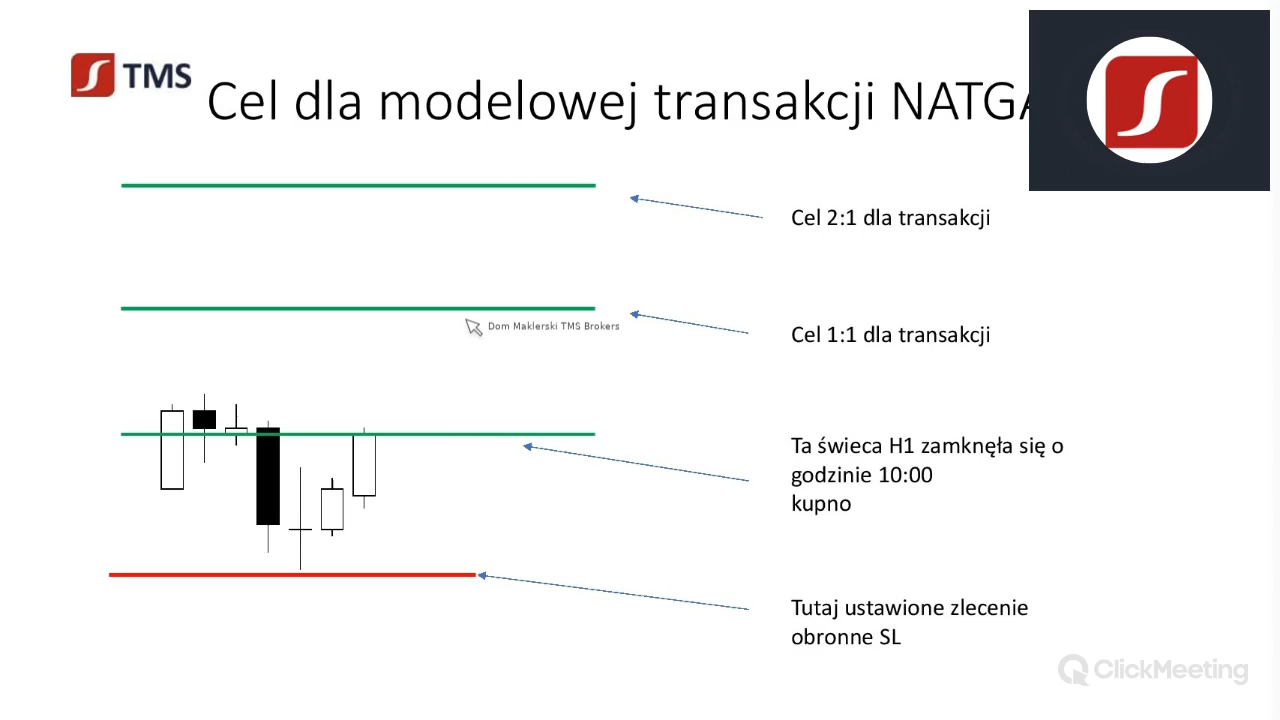 TMS
Cel dla modelowej transakcji NATGA
Cel 2:1 dla transakcji
Dom Maklerski TMS Brokers
Cel 1:1 dla transakcji
Ta świeca H1 zamknęła się o
godzinie 10:00
kupno
Tutaj ustawione zlecenie
obronne SL
ClickMeeting